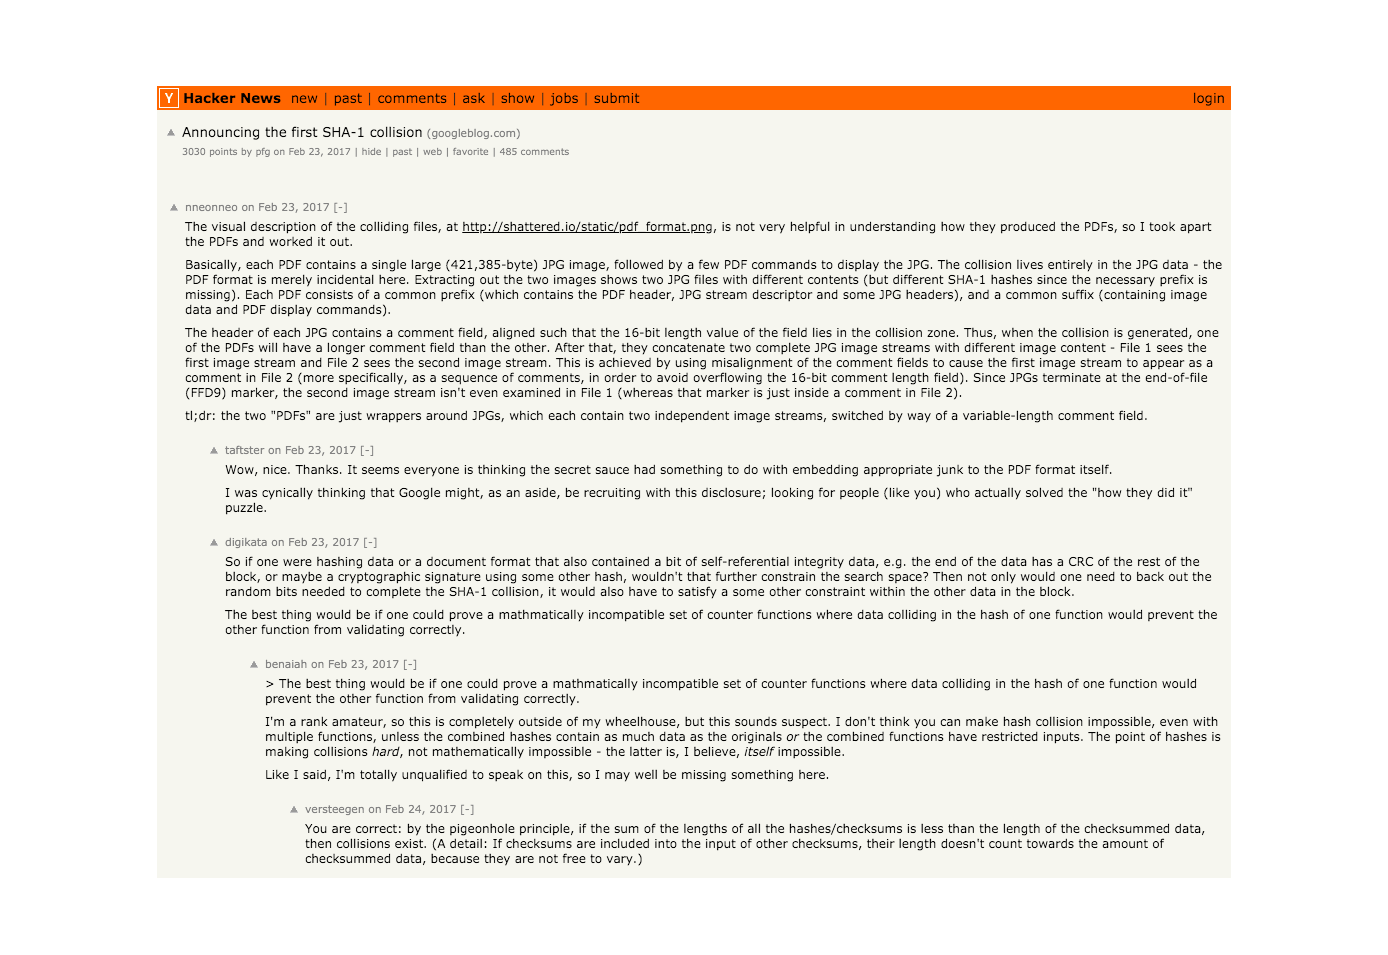 Y Hacker News new | past | comments | ask | show | jobs | submit login
Announcing the first SHA-1 collision (googleblog.com)
3030 points by pfg on Feb 23, 2017 | hide | past | web | favorite | 485 comments
nneonneo on Feb 23, 2017 [-]
The visual description of the colliding files, at http://shattered.io/static/pdf_format.png, is not very helpful in understanding how they produced the PDFs, so I took apart
the PDFs and worked it out.
Basically, each PDF contains a single large (421,385-byte) JPG image, followed by a few PDF commands to display the JPG. The collision lives entirely in the JPG data - the
PDF format is merely incidental here. Extracting out the two images shows two JPG files with different contents (but different SHA-1 hashes since the necessary prefix is
missing). Each PDF consists of a common prefix (which contains the PDF header, JPG stream descriptor and some JPG headers), and a common suffix (containing image
data and PDF display commands).
The header of each JPG contains a comment field, aligned such that the 16-bit length value of the field lies in the collision zone. Thus, when the collision is generated, one
of the PDFs will have a longer comment field than the other. After that, they concatenate two complete JPG image streams with different image content - File 1 sees the
first image stream and File 2 sees the second image stream. This is achieved by using misalignment of the comment fields to cause the first image stream to appear as a
comment in File 2 (more specifically, as a sequence of comments, in order to avoid overflowing the 16-bit comment length field). Since JPGs terminate at the end-of-file
(FFD9) marker, the second image stream isn't even examined in File 1 (whereas that marker is just inside a comment in File 2).
tl;dr: the two "PDFs" are just wrappers around JPGs, which each contain two independent image streams, switched by way of a variable-length comment field.
taftster on Feb 23, 2017 [-]
Wow, nice. Thanks. It seems everyone is thinking the secret sauce had something to do with embedding appropriate junk to the PDF format itself.
I was cynically thinking that Google might, as an aside, be recruiting with this disclosure; looking for people (like you) who actually solved the "how they did it"
puzzle.
digikata on Feb 23, 2017 [-]
So if one were hashing data or a document format that also contained a bit of self-referential integrity data, e.g. the end of the data has a CRC of the rest of the
block, or maybe a cryptographic signature using some other hash, wouldn't that further constrain the search space? Then not only would one need to back out the
random bits needed to complete the SHA-1 collision, it would also have to satisfy a some other constraint within the other data in the block.
The best thing would be if one could prove a mathmatically incompatible set of counter functions where data colliding in the hash of one function would prevent the
other function from validating correctly.
benaiah on Feb 23, 2017 [-]
> The best thing would be if one could prove a mathmatically incompatible set of counter functions where data colliding in the hash of one function would
prevent the other function from validating correctly.
I'm a rank amateur, so this is completely outside of my wheelhouse, but this sounds suspect. I don't think you can make hash collision impossible, even with
multiple functions, unless the combined hashes contain as much data as the originals or the combined functions have restricted inputs. The point of hashes is
making collisions hard, not mathematically impossible - the latter is, I believe, itself impossible.
Like I said, I'm totally unqualified to speak on this, so I may well be missing something here.
versteegen on Feb 24, 2017 [-]
You are correct: by the pigeonhole principle, if the sum of the lengths of all the hashes/checksums is less than the length of the checksummed data,
then collisions exist. (A detail: If checksums are included into the input of other checksums, their length doesn't count towards the amount of
checksummed data, because they are not free to vary.)